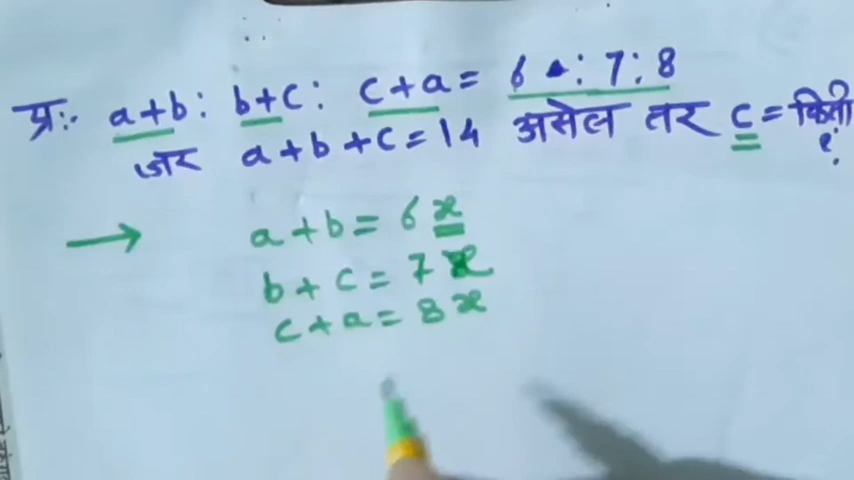 प्र:- a+b : b+c : c+a = 6 : 7 : 8
जर a+b+c=14 असेल तर c = किती ?
→ a+b = 6x
b+c = 7x
c+a = 8x